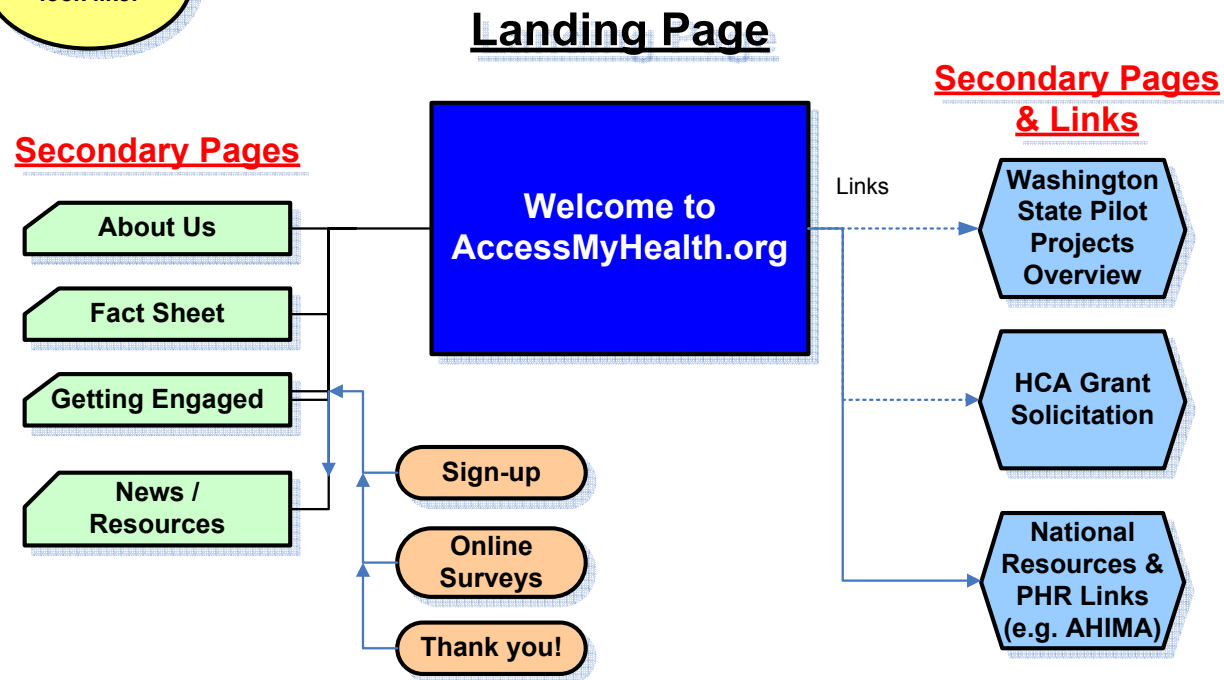 Landing Page
Secondary Pages
& Links
Secondary Pages
Welcome to
AccessMyHealth.org
Links
About Us
Fact Sheet
Getting Engaged
News /
Resources
Sign-up
Online
Surveys
Thank you!
Washington
State Pilot
Projects
Overview
HCA Grant
Solicitation
National
Resources &
PHR Links
(e.g. AHIMA)